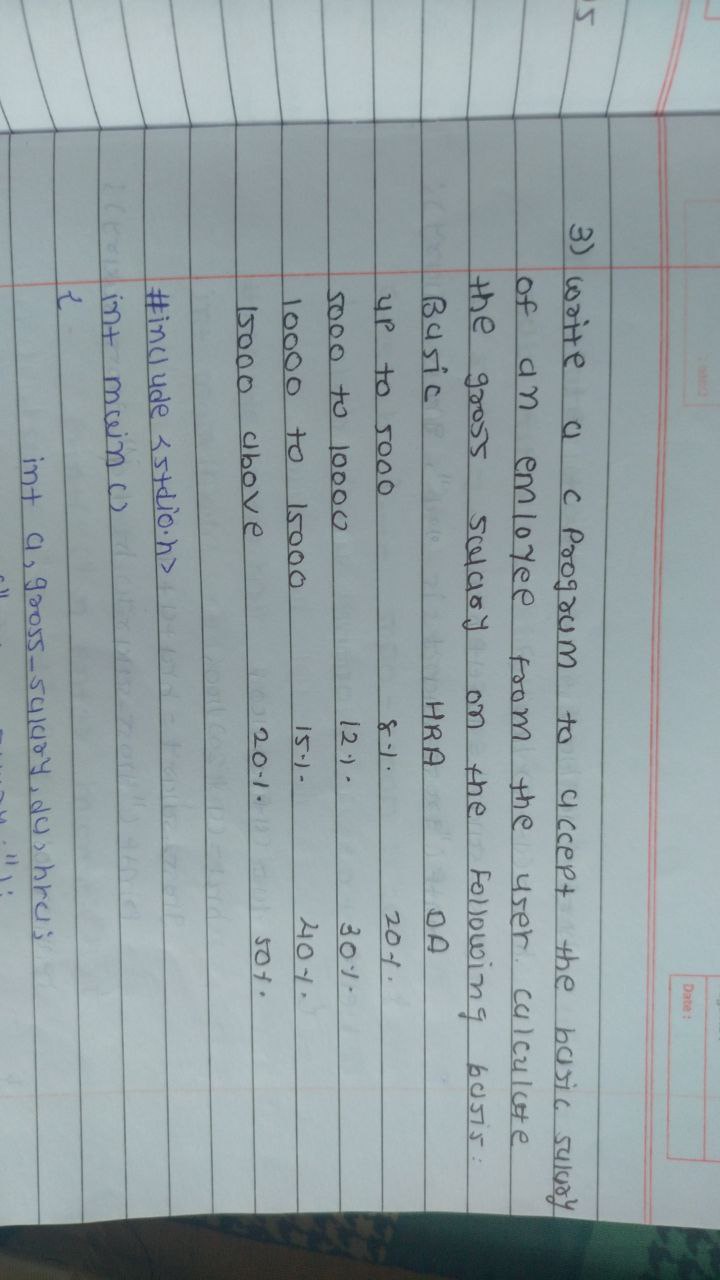 Date :
5
3) Write a c Program to accept the basic salary
of an emloyee from the user. calculate
the gross salary on the following basis:
Basic HRA DA
up to 5000 8% 20%.
5000 to 10000 12%. 30%.
10000 to 15000 15%. 40%.
15000 above 20%. 50%.
#include <stdio.h>
int main ()
{
int a, gross_salary, da, hra;